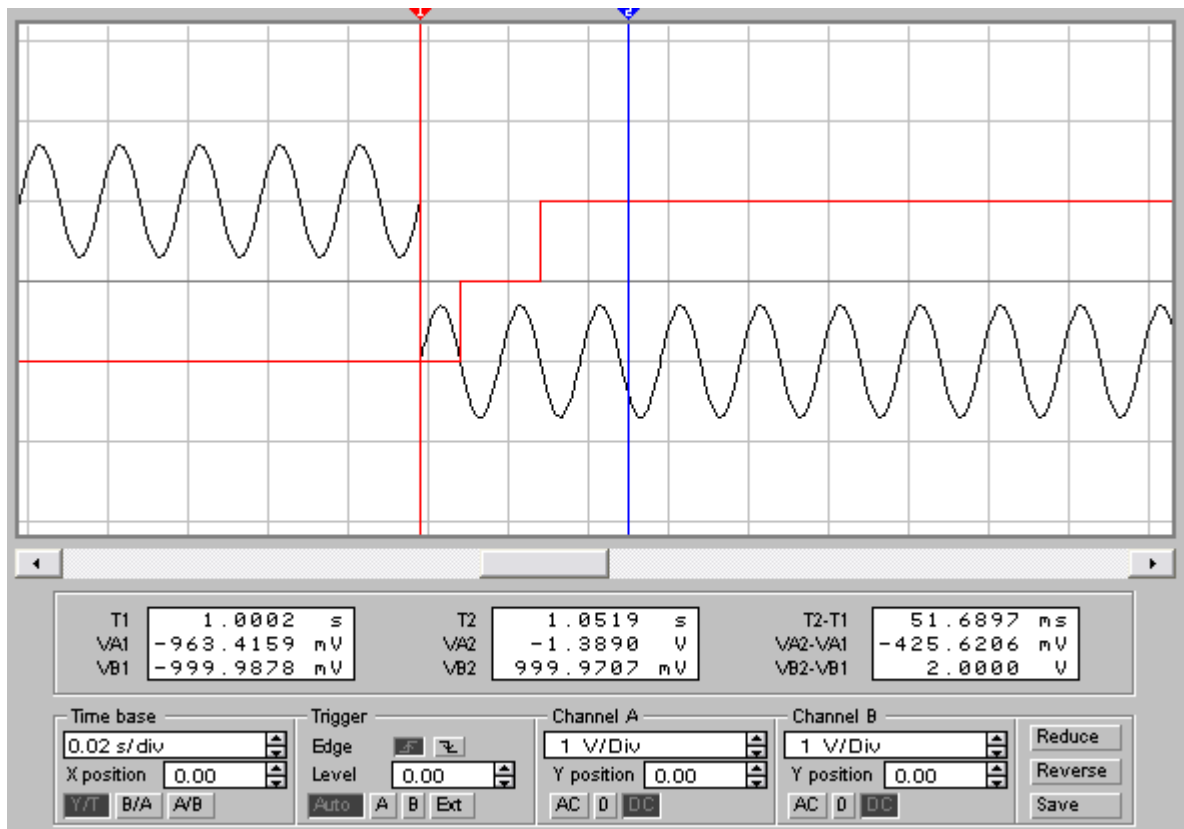 1 2
T1 1.0002 s T2 1.0519 s T2-T1 51.6897 ms
VA1 -963.4159 mV VA2 -1.3890 V VA2-VA1 -425.6206 mV
VB1 -999.9878 mV VB2 999.9707 mV VB2-VB1 2.0000 V
Time base Trigger Channel A Channel B
0.02 s/div Edge 1 V/Div 1 V/Div Reduce
X position 0.00 Level 0.00 Y position 0.00 Y position 0.00 Reverse
Y/T B/A A/B Auto A B Ext AC 0 DC AC 0 DC Save